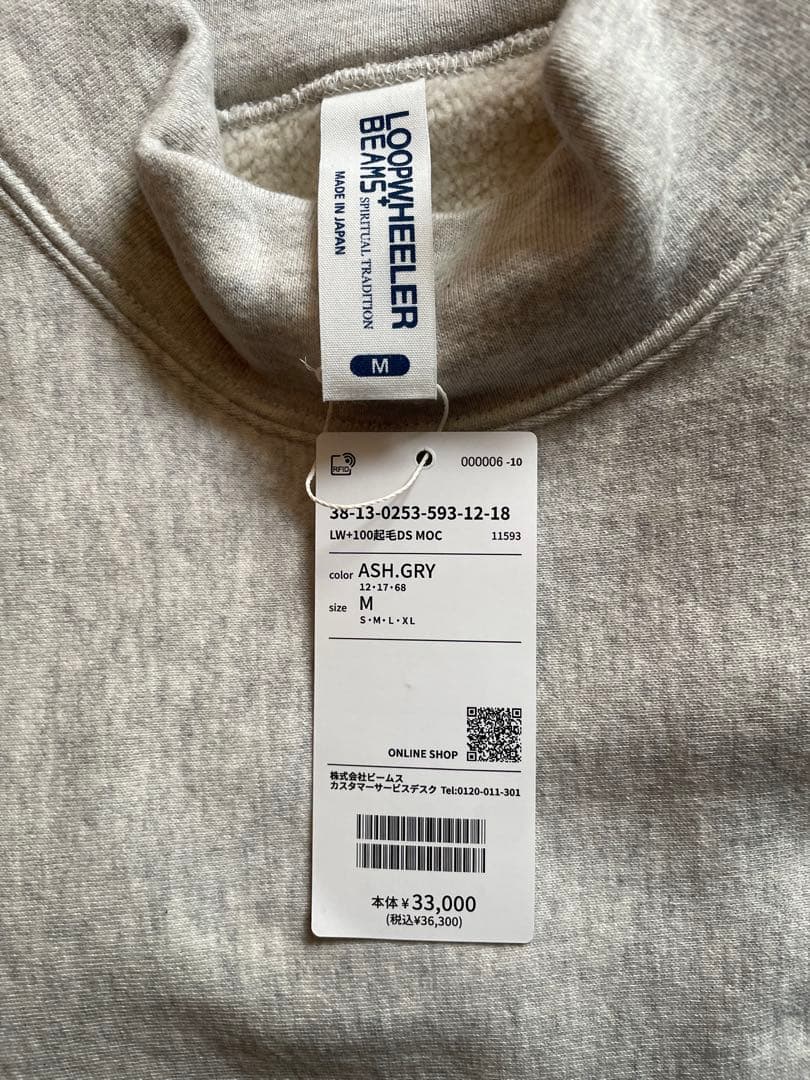 LOOPWHEELER
+
BEAMS
SPIRITUAL TRADITION
MADE IN JAPAN
M
RFID
000006 -10
38-13-0253-593-12-18
LW+100起毛DS MOC 11593
color ASH.GRY
12・17・68
size M
S・M・L・XL
ONLINE SHOP
株式会社ビームス
カスタマーサービスデスク Tel:0120-011-301
本体¥33,000
(税込¥36,300)